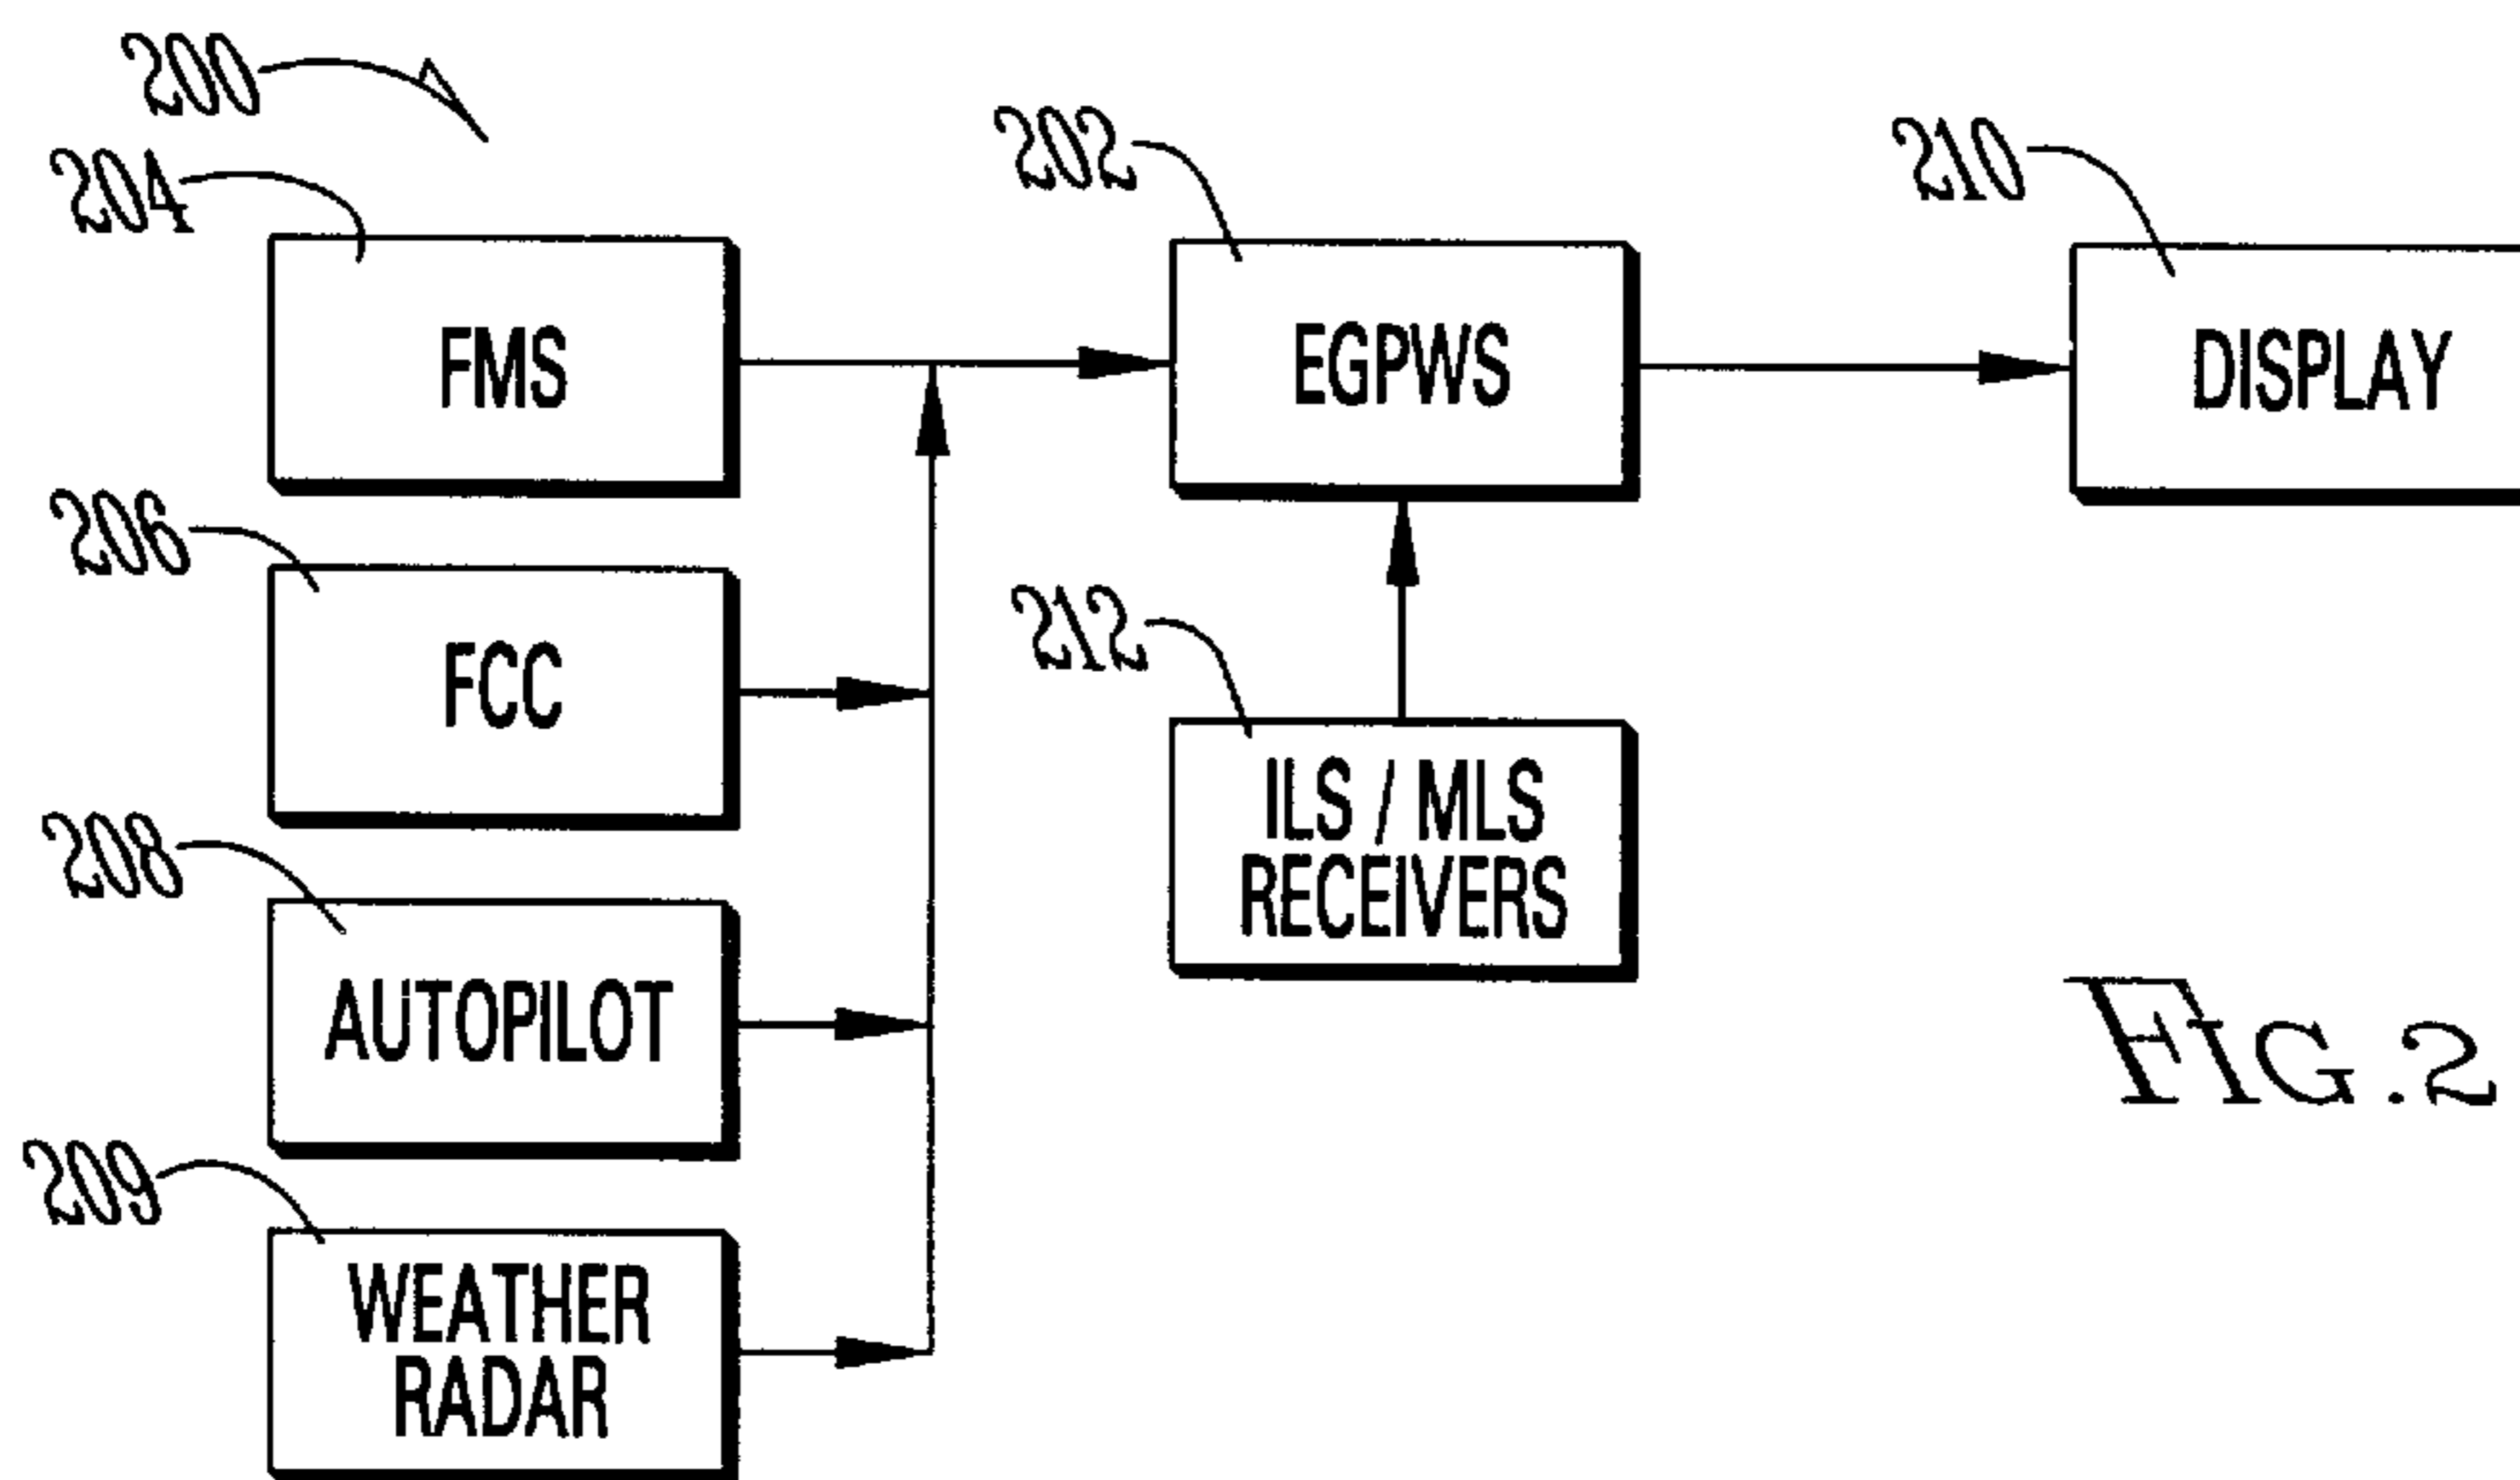 200
204
202
210
FMS
EGPWS
DISPLAY
206
FCC
212
ILS / MLS
RECEIVERS
208
AUTOPILOT
FIG.2
209
WEATHER
RADAR